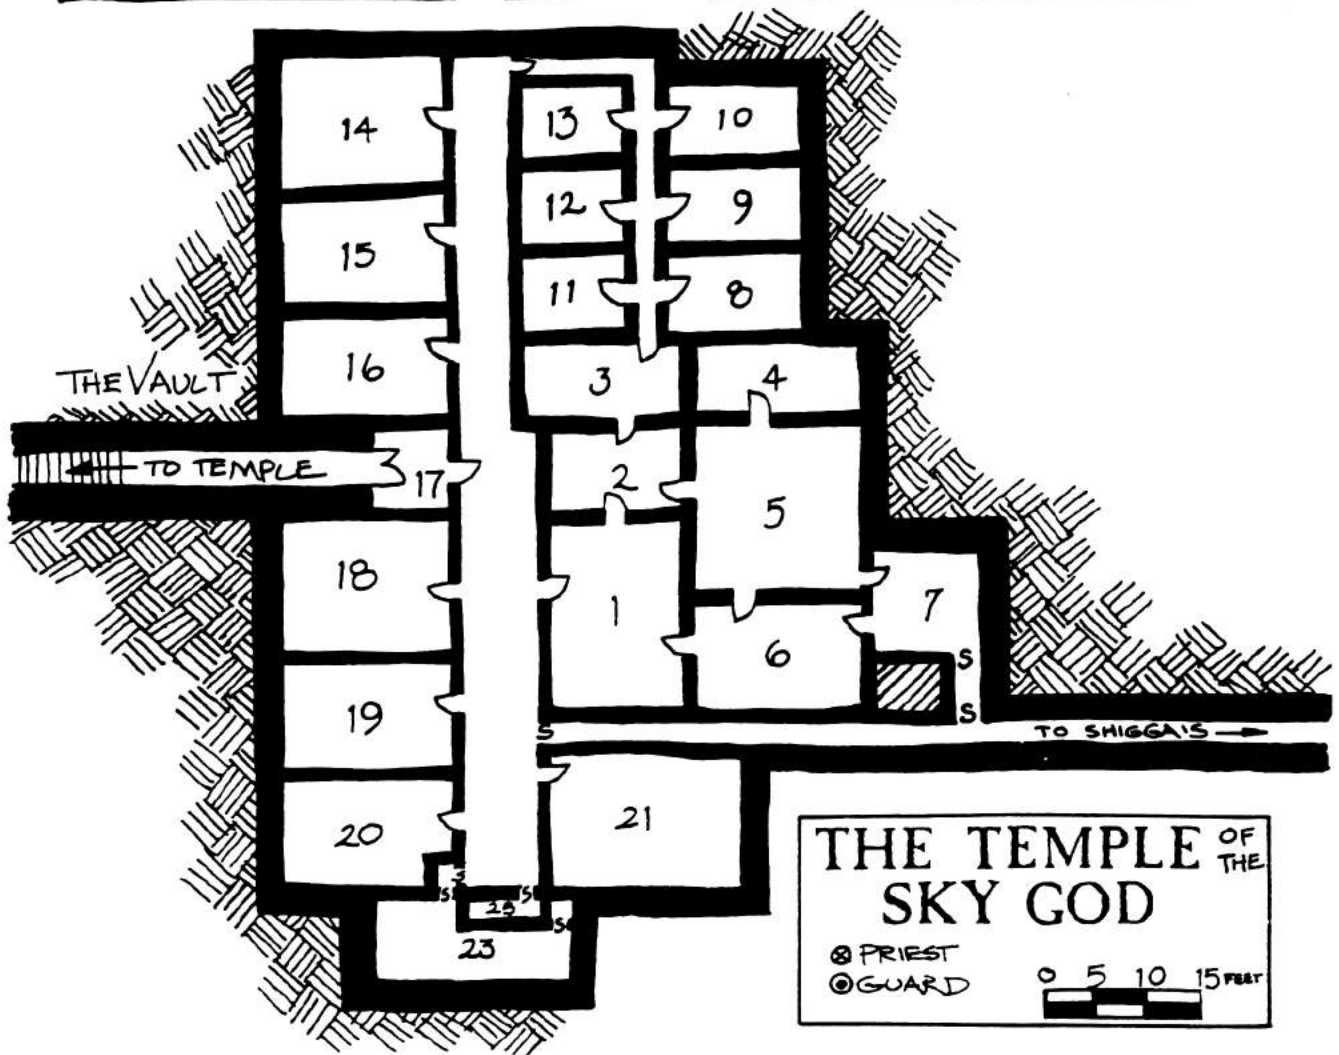 14
13
10
12
9
15
11
8
16
3
4
THE VAULT
← TO TEMPLE
17
2
5
18
1
7
6
S
19
S
S
TO SHIGGA'S →
20
21
S
S
S
23
S
23
THE TEMPLE OF THE
SKY GOD
⊗ PRIEST
⊙ GUARD
0 5 10 15 FEET